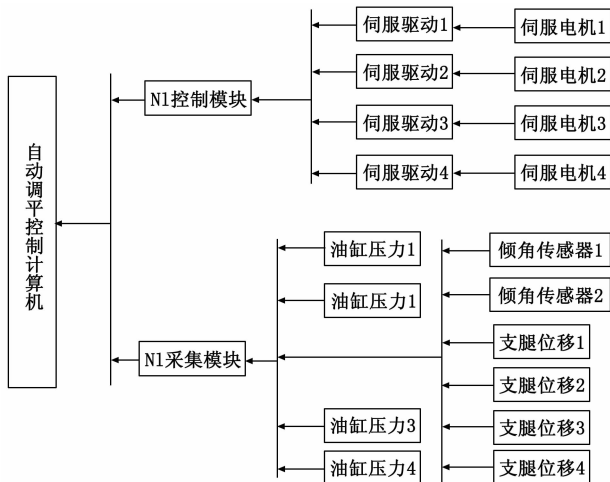 自动调平控制计算机
Nl控制模块
伺服驱动1
伺服电机1
伺服驱动2
伺服电机2
伺服驱动3
伺服电机3
伺服驱动4
伺服电机4
Nl采集模块
油缸压力1
油缸压力1
油缸压力3
油缸压力4
倾角传感器1
倾角传感器2
支腿位移1
支腿位移2
支腿位移3
支腿位移4